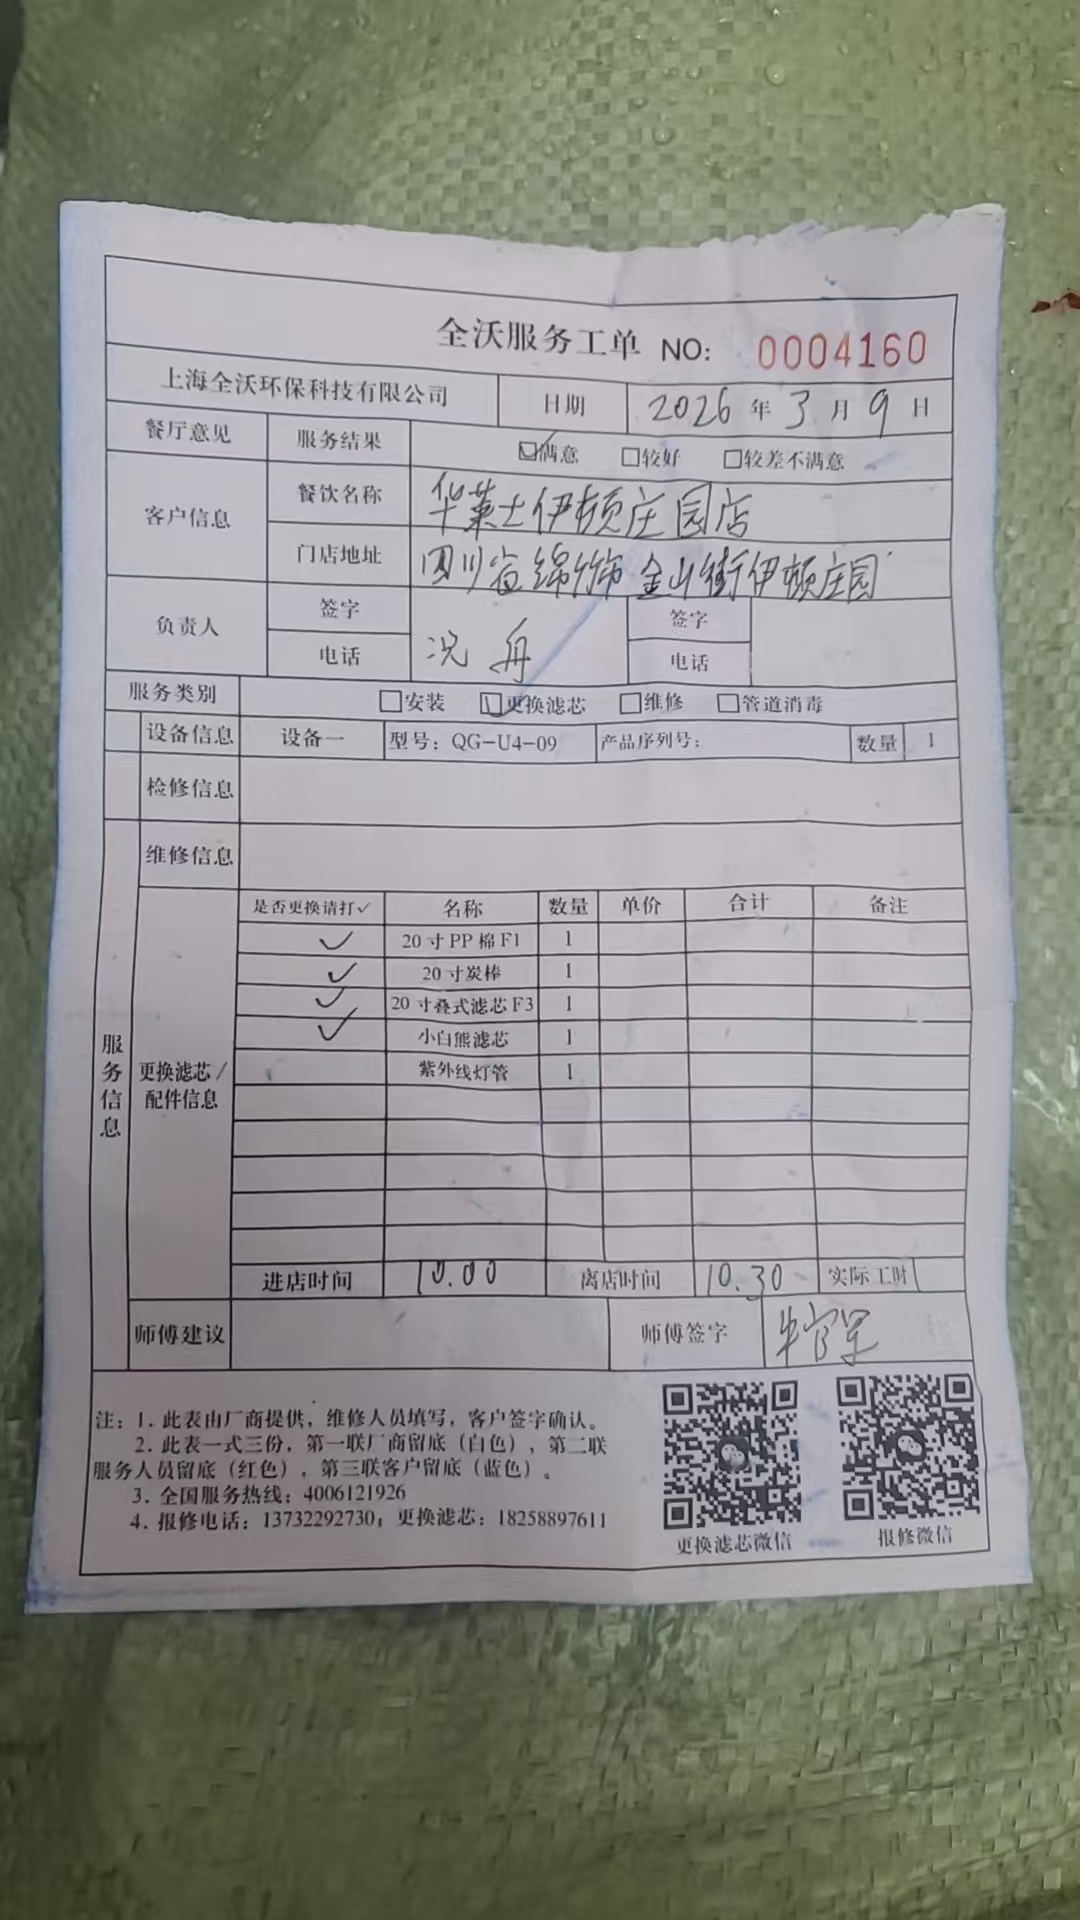 全沃服务工单 NO: 0004160
上海全沃环保科技有限公司 日期 2026年3月9日
餐厅意见 服务结果 ☑满意 □较好 □较差不满意
客户信息 餐饮名称 华莱士伊顿庄园店
门店地址 四川省绵竹市金山街伊顿庄园
负责人 签字 签字
电话 况舟 电话
服务类别 □安装 ☑更换滤芯 □维修 □管道消毒
设备信息 设备一 型号：QG-U4-09 产品序列号： 数量 1
检修信息
维修信息
服务信息
更换滤芯/配件信息
是否更换请打✓ 名称 数量 单价 合计 备注
✓ 20寸PP棉F1 1
✓ 20寸炭棒 1
✓ 20寸叠式滤芯F3 1
✓ 小白熊滤芯 1
紫外线灯管 1
进店时间 10.00 离店时间 10.30 实际工时
师傅建议 师傅签字
注：1. 此表由厂商提供，维修人员填写，客户签字确认。
2. 此表一式三份，第一联厂商留底（白色），第二联
服务人员留底（红色），第三联客户留底（蓝色）。
3. 全国服务热线：4006121926
4. 报修电话：13732292730；更换滤芯：18258897611
更换滤芯微信 报修微信